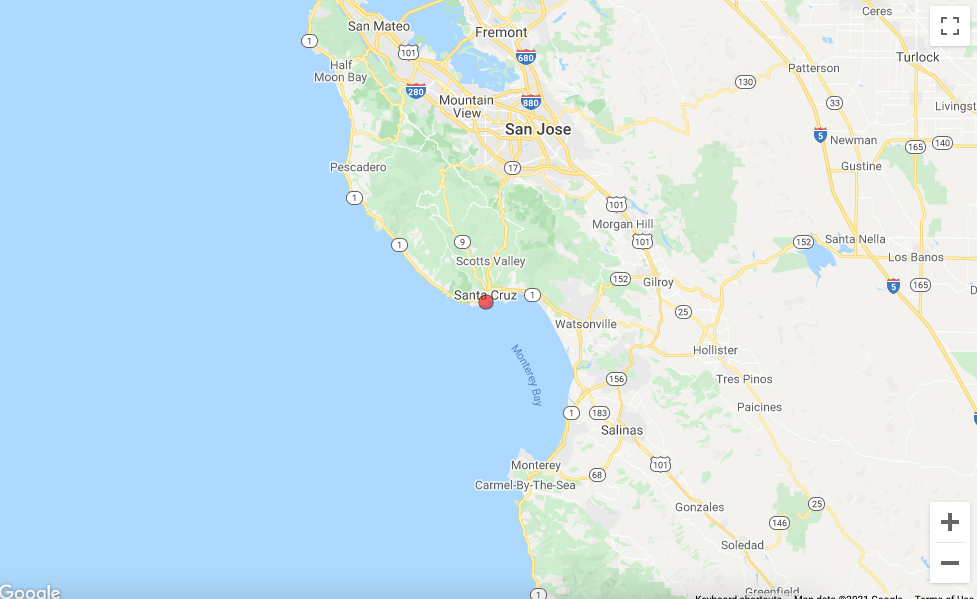 Ceres
San Mateo
1
Fremont
101
680
Turlock
Half
Moon Bay
Patterson
130
280
Mountain
View
880
33
Livingst
San Jose
5
Newman
165
140
Pescadero
17
Gustine
1
101
Morgan Hill
1
9
101
152
Santa Nella
Scotts Valley
Los Banos
152
Gilroy
5
165
D
Santa Cruz
1
25
Watsonville
Monterey Bay
Hollister
156
Tres Pinos
1
183
Paicines
Salinas
Monterey
101
68
Carmel-By-The-Sea
Gonzales
25
146
Soledad
Google
1
Greenfield
Keyboard shortcuts
Map data ©2021 Google
Terms of Use